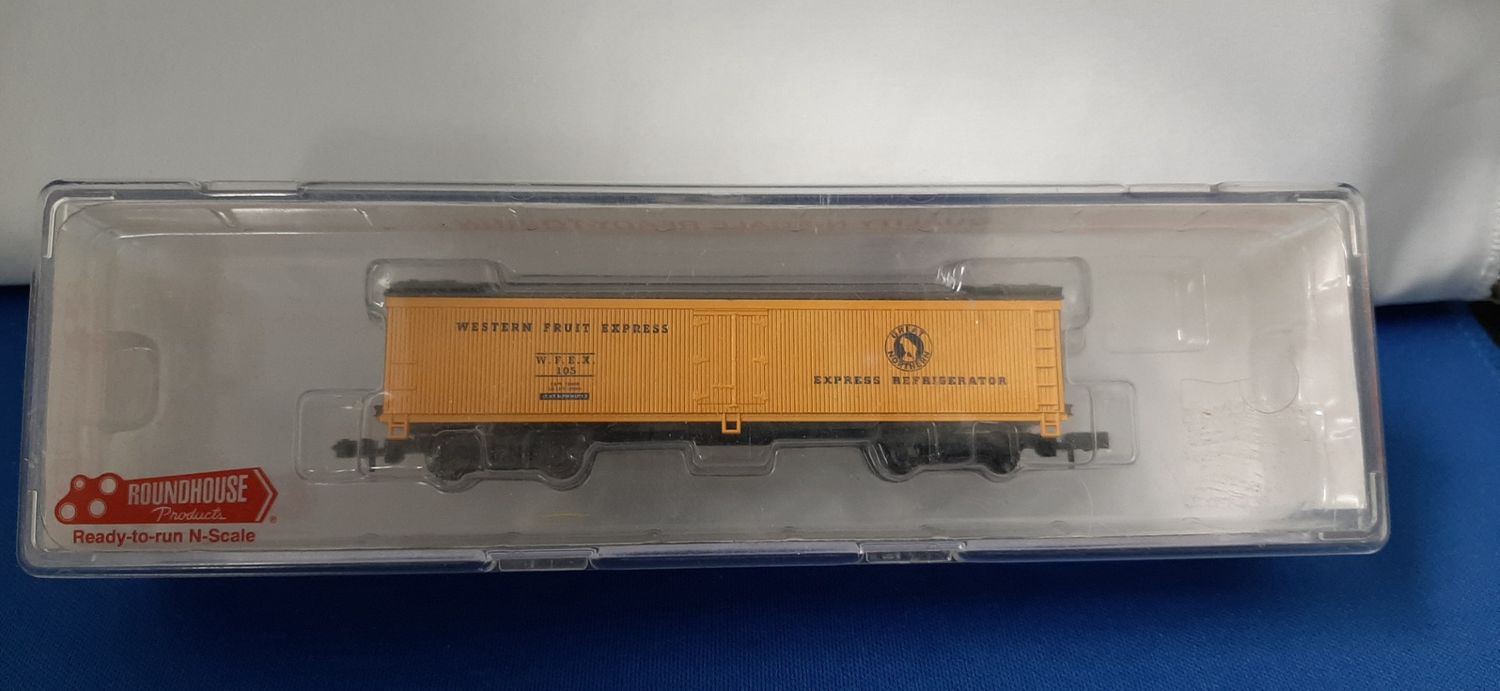 WESTERN FRUIT EXPRESS
W.F.E.X
105
GREAT
NORTHERN
EXPRESS REFRIGERATOR
ROUNDHOUSE
Products
®
Ready-to-run N-Scale